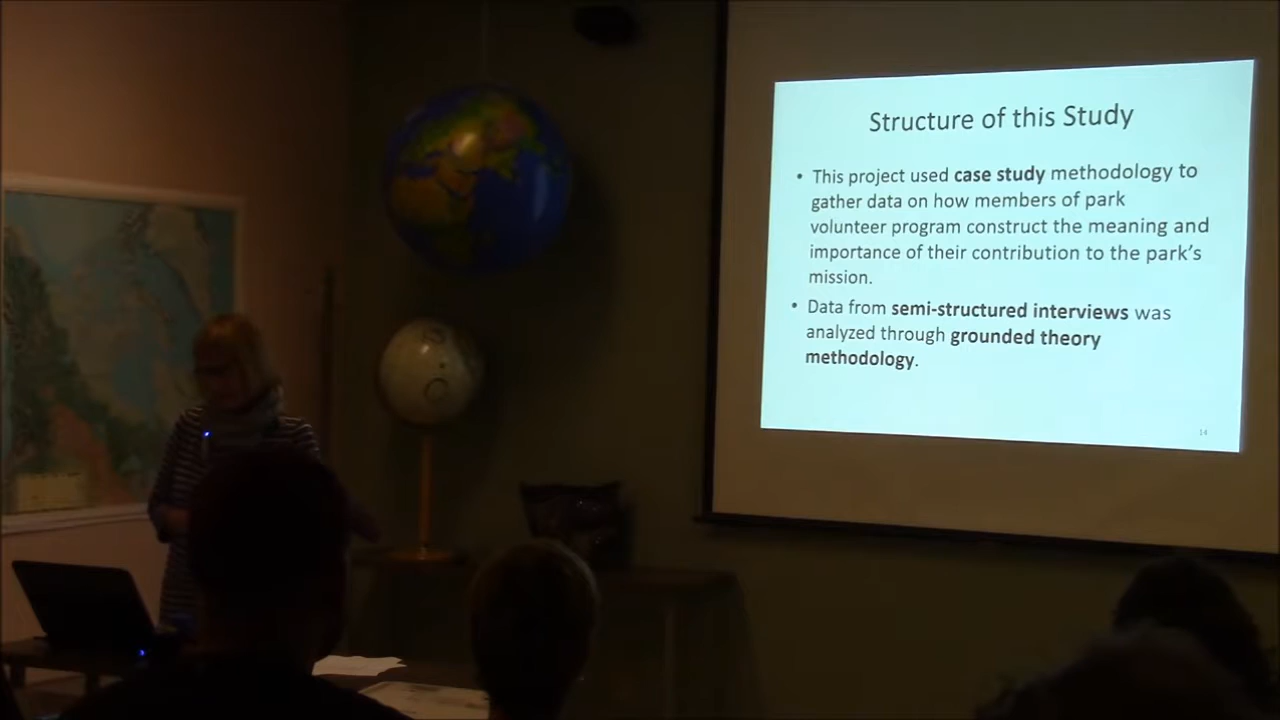 Structure of this Study
• This project used case study methodology to
gather data on how members of park
volunteer program construct the meaning and
importance of their contribution to the park's
mission.
• Data from semi-structured interviews was
analyzed through grounded theory
methodology.
14